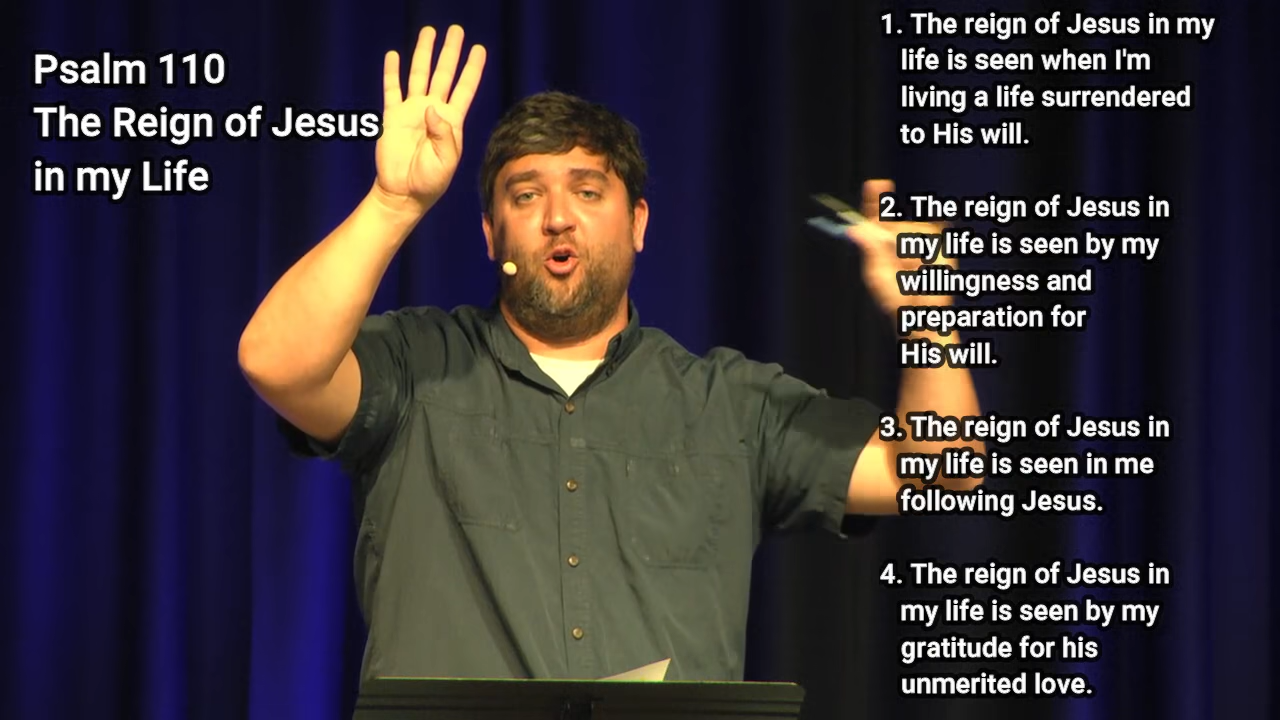 Psalm 110
The Reign of Jesus
in my Life
1. The reign of Jesus in my
life is seen when I'm
living a life surrendered
to His will.
2. The reign of Jesus in
my life is seen by my
willingness and
preparation for
His will.
3. The reign of Jesus in
my life is seen in me
following Jesus.
4. The reign of Jesus in
my life is seen by my
gratitude for his
unmerited love.